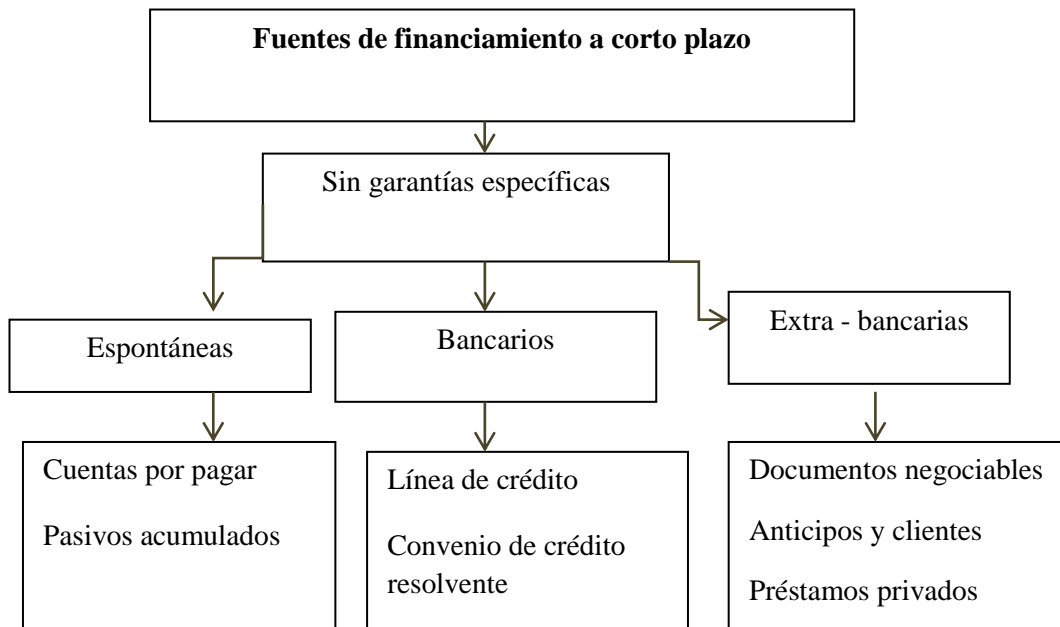 Fuentes de financiamiento a corto plazo
Sin garantías específicas
Espontáneas
Bancarios
Extra - bancarias
Cuentas por pagar
Pasivos acumulados
Línea de crédito
Convenio de crédito
resolvente
Documentos negociables
Anticipos y clientes
Préstamos privados